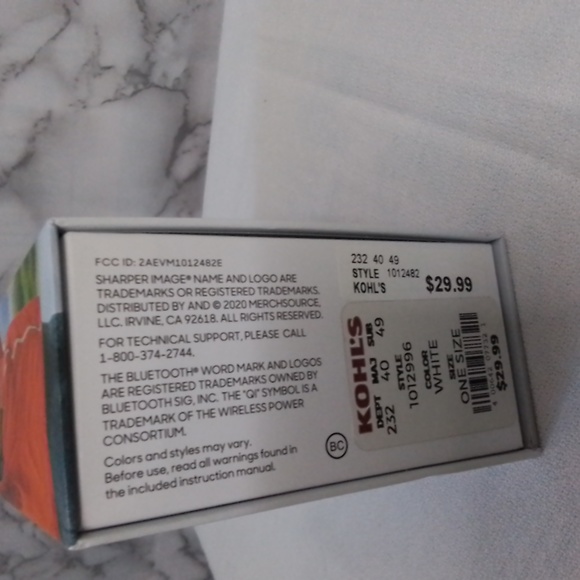 FCC ID: 2AEVM1012482E
SHARPER IMAGE® NAME AND LOGO ARE
TRADEMARKS OR REGISTERED TRADEMARKS.
DISTRIBUTED BY AND © 2020 MERCHSOURCE,
LLC. IRVINE, CA 92618. ALL RIGHTS RESERVED.
FOR TECHNICAL SUPPORT, PLEASE CALL
1-800-374-2744.
THE BLUETOOTH® WORD MARK AND LOGOS
ARE REGISTERED TRADEMARKS OWNED BY
BLUETOOTH SIG, INC. THE "QI" SYMBOL IS A
TRADEMARK OF THE WIRELESS POWER
CONSORTIUM.
Colors and styles may vary.
Before use, read all warnings found in
the included instruction manual.
BC
232 40 49
STYLE 1012482
KOHL'S $29.99
KOHL'S
DEPT MAJ SUB
232 40 49
STYLE
1012996
COLOR
WHITE
SIZE
ONE SIZE
$29.99